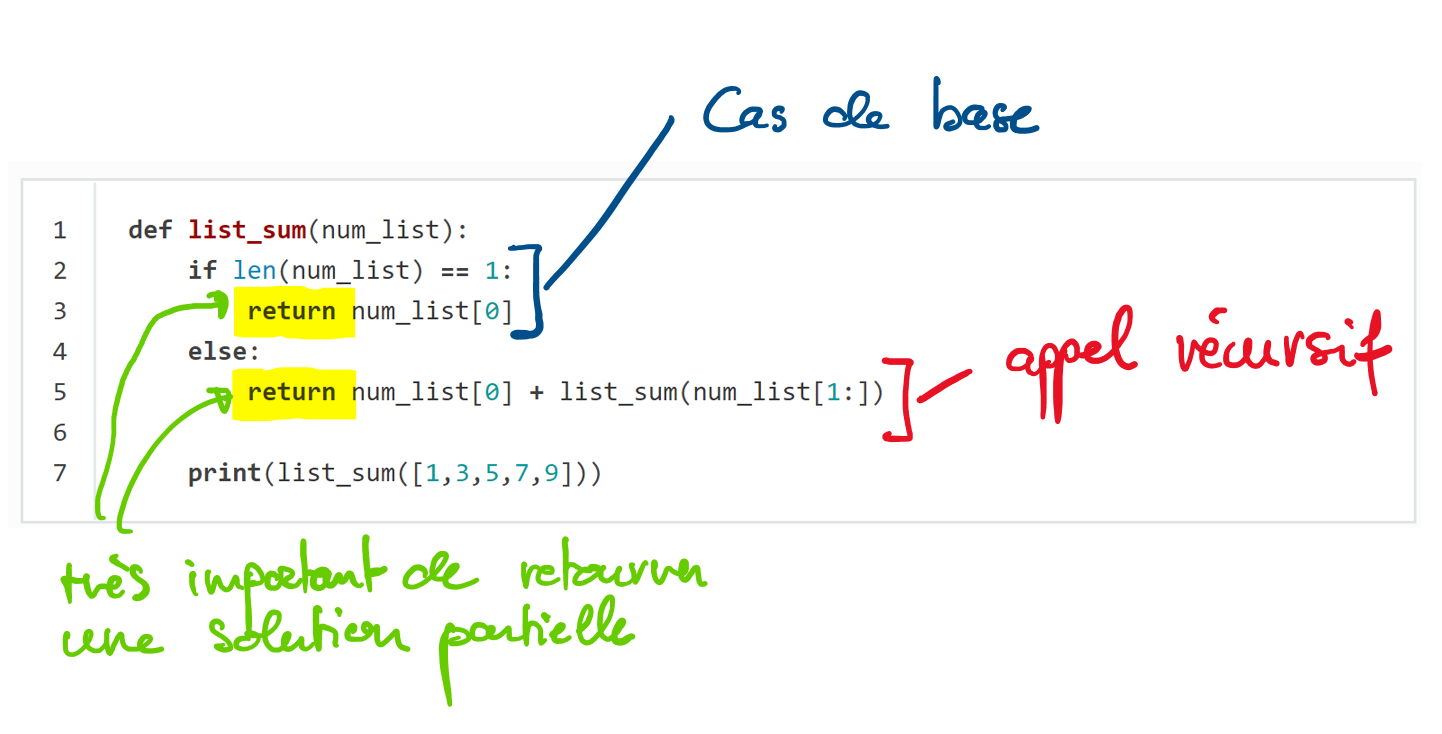 Cas de base
1 def list_sum(num_list):
2     if len(num_list) == 1:
3         return num_list[0]
4     else:
appel récursif
5         return num_list[0] + list_sum(num_list[1:])
6
7     print(list_sum([1,3,5,7,9]))
très important de retourner
une solution partielle